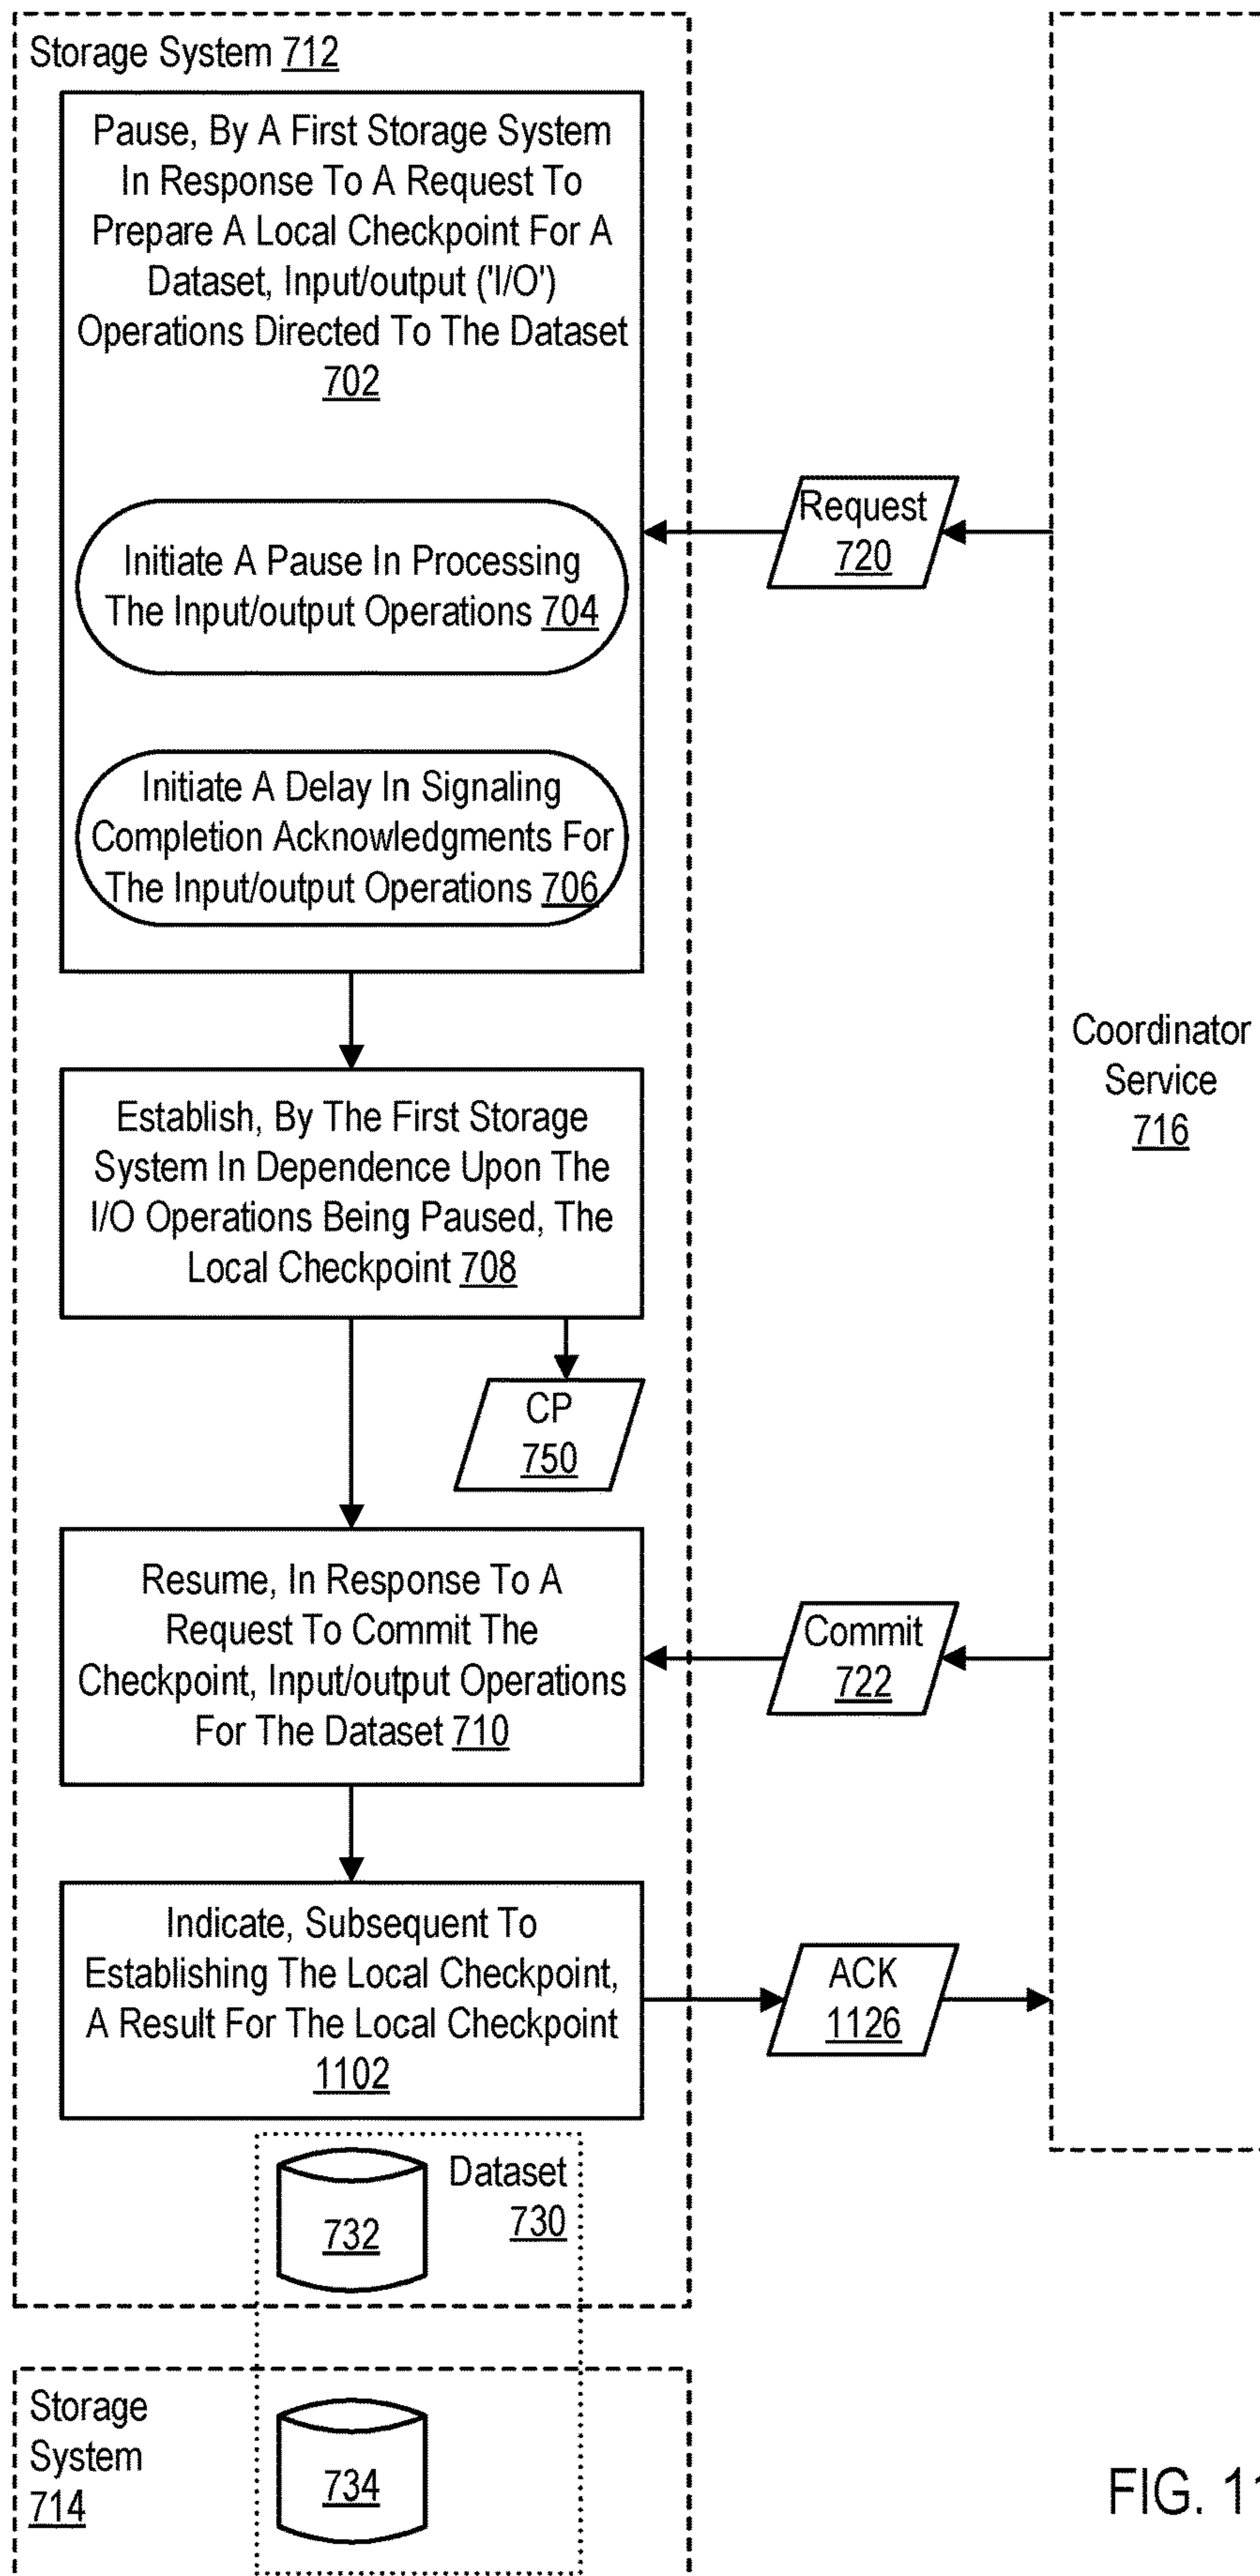 Storage System 712
Pause, By A First Storage System
In Response To A Request To
Prepare A Local Checkpoint For A
Dataset, Input/output ('I/O')
Operations Directed To The Dataset
702
Initiate A Pause In Processing
The Input/output Operations 704
Initiate A Delay In Signaling
Completion Acknowledgments For
The Input/output Operations 706
Request
720
Establish, By The First Storage
System In Dependence Upon The
I/O Operations Being Paused, The
Local Checkpoint 708
Coordinator
Service
716
CP
750
Resume, In Response To A
Request To Commit The
Checkpoint, Input/output Operations
For The Dataset 710
Commit
722
Indicate, Subsequent To
Establishing The Local Checkpoint,
A Result For The Local Checkpoint
1102
ACK
1126
Dataset
730
732
Storage
System
714
734
FIG. 11